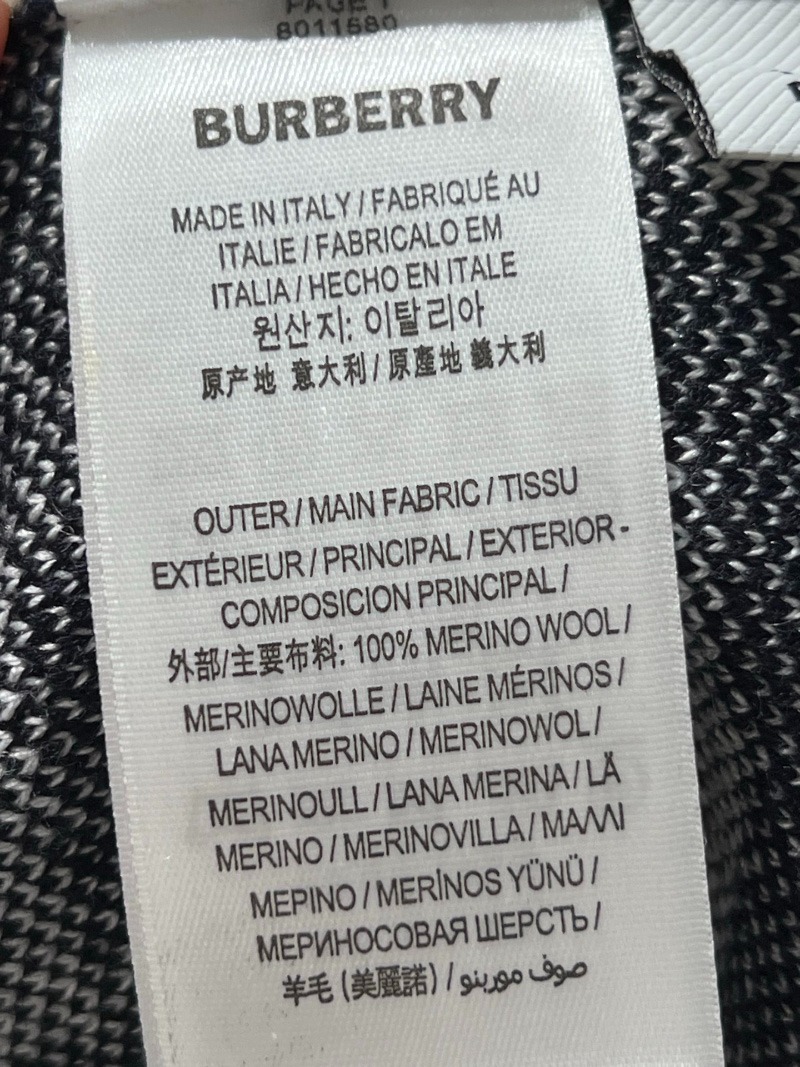 PAGE 1
8011580
BURBERRY
MADE IN ITALY / FABRIQUÉ AU
ITALIE / FABRICALO EM
ITALIA / HECHO EN ITALE
원산지: 이탈리아
原产地 意大利 / 原產地 義大利
OUTER / MAIN FABRIC / TISSU
EXTÉRIEUR / PRINCIPAL / EXTERIOR -
COMPOSICION PRINCIPAL /
外部/主要布料: 100% MERINO WOOL /
MERINOWOLLE / LAINE MÉRINOS /
LANA MERINO / MERINOWOL /
MERINOULL / LANA MERINA / LÃ
MERINO / MERINOVILLA / ΜΑΛΛΙ
ΜΕΡΙΝΟ / MERİNOS YÜNÜ /
МЕРИНОСОВАЯ ШЕРСТЬ /
羊毛 (美麗諾) / صوف مورينو